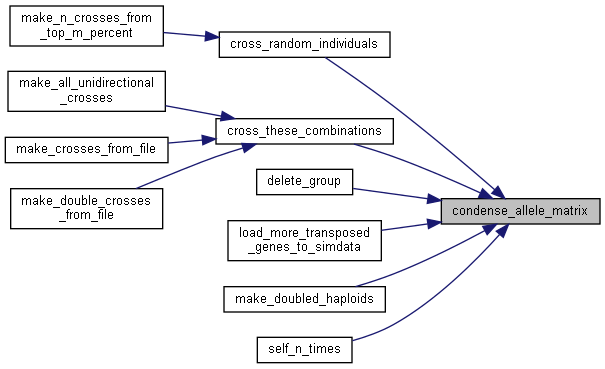 make_n_crosses_from
_top_m_percent
cross_random_individuals
make_all_unidirectional
_crosses
cross_these_combinations
make_crosses_from_file
make_double_crosses
_from_file
delete_group
condense_allele_matrix
load_more_transposed
_genes_to_simdata
make_doubled_haploids
self_n_times